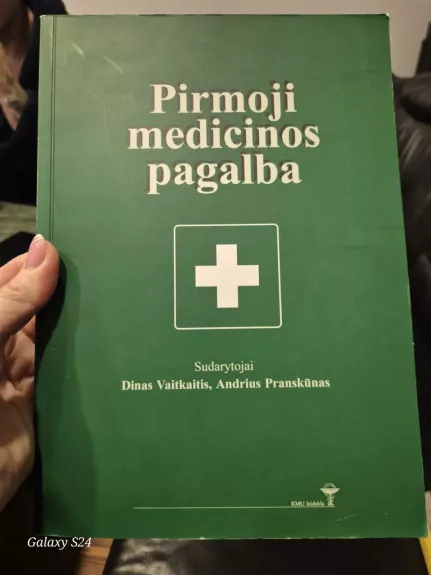 Pirmoji
medicinos
pagalba
Sudarytojai
Dinas Vaitkaitis, Andrius Pranskūnas
KMU leidykla
Galaxy S24